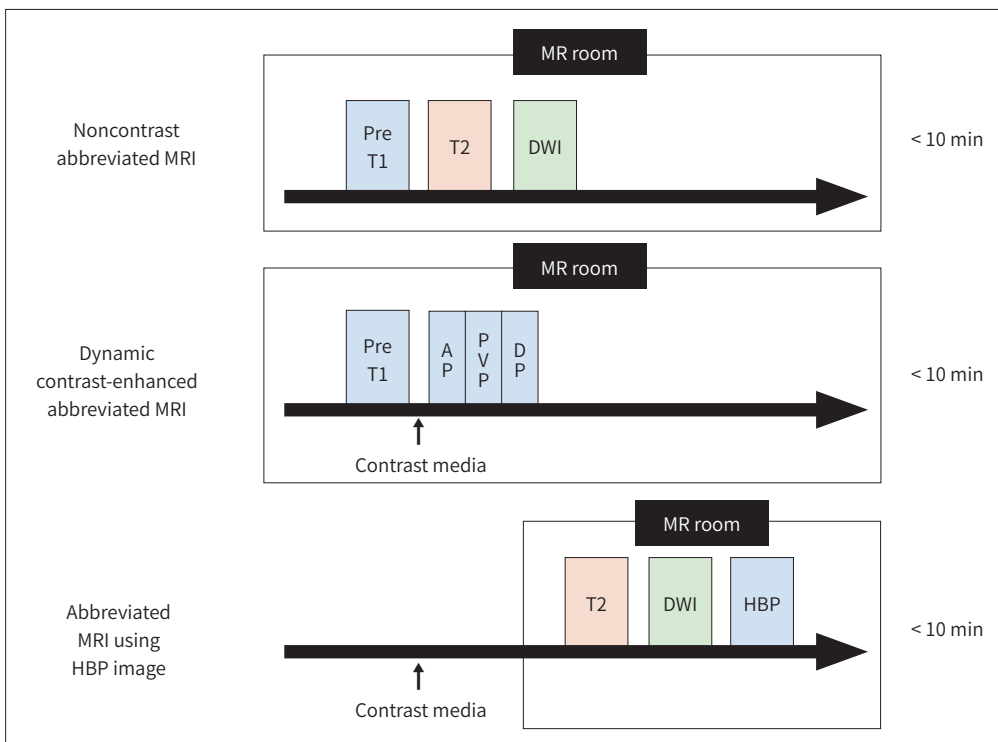 MR room
Noncontrast
abbreviated MRI
Pre
T1
T2
DWI
< 10 min
MR room
Dynamic
contrast-enhanced
abbreviated MRI
Pre
T1
A
P
P
V
P
D
P
< 10 min
Contrast media
MR room
Abbreviated
MRI using
HBP image
T2
DWI
HBP
< 10 min
Contrast media